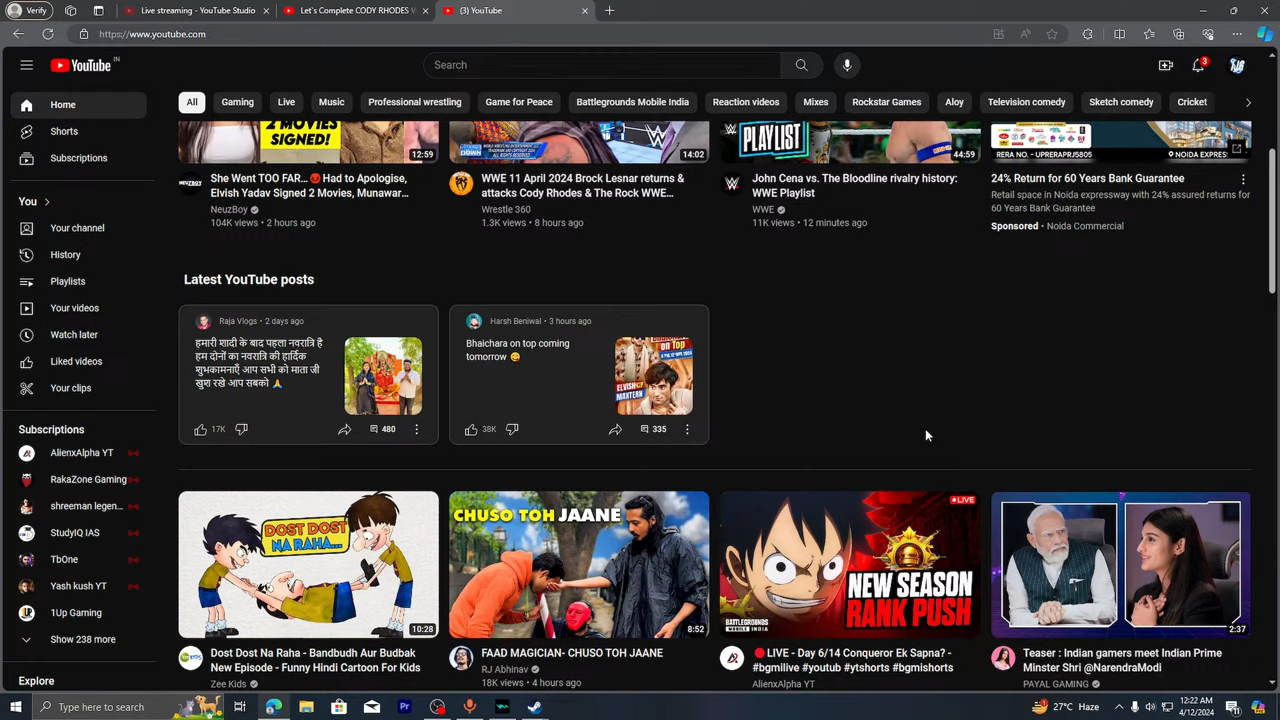 Verify
Live streaming - YouTube Studio
Let's Complete CODY RHODES
(3) YouTube
https://www.youtube.com
YouTube IN
Search
3
Home
Shorts
Subscriptions
You
Your channel
History
Playlists
Your videos
Watch later
Liked videos
Your clips
Subscriptions
AlienxAlpha YT
RakaZone Gaming
shreeman legen...
StudyIQ IAS
TbOne
Yash kush YT
1Up Gaming
Show 238 more
Explore
All
Gaming
Live
Music
Professional wrestling
Game for Peace
Battlegrounds Mobile India
Reaction videos
Mixes
Rockstar Games
Aloy
Television comedy
Sketch comedy
Cricket
2 MOVIES
SIGNED!
12:59
She Went TOO FAR...😡Had to Apologise,
Elvish Yadav Signed 2 Movies, Munawar...
NeuzBoy
104K views • 2 hours ago
14:02
WWE 11 April 2024 Brock Lesnar returns &
attacks Cody Rhodes & The Rock WWE...
Wrestle 360
1.3K views • 8 hours ago
PLAYLIST
44:59
John Cena vs. The Bloodline rivalry history:
WWE Playlist
WWE
11K views • 12 minutes ago
RERA NO. - UPRERAPRJ5805
NOIDA EXPRES
24% Return for 60 Years Bank Guarantee
Retail space in Noida expressway with 24% assured returns for
60 Years Bank Guarantee
Sponsored • Noida Commercial
Latest YouTube posts
Raja Vlogs • 2 days ago
हमारी शादी के बाद पहला नवरात्रि है
हम दोनों का नवरात्रि की हार्दिक
शुभकामनाएँ आप सभी को माता जी
खुश रखे आप सबको 🙏
17K
480
Harsh Beniwal • 3 hours ago
Bhaichara on top coming
tomorrow 😄
ON TOP
ELVISH
MAXTERN
38K
335
DOST DOST
NA RAHA...
10:28
Dost Dost Na Raha - Bandbudh Aur Budbak
New Episode - Funny Hindi Cartoon For Kids
Zee Kids
CHUSO TOH JAANE
8:52
FAAD MAGICIAN- CHUSO TOH JAANE
RJ Abhinav
18K views • 4 hours ago
LIVE
BATTLEGROUNDS
MOBILE INDIA
NEW SEASON
RANK PUSH
🔴LIVE - Day 6/14 Conqueror Ek Sapna? -
#bgmilive #youtub #ytshorts #bgmishorts
AlienxAlpha YT
2:37
Teaser : Indian gamers meet Indian Prime
Minster Shri @NarendraModi
PAYAL GAMING
Type here to search
27°C Haze
12:22 AM
4/12/2024